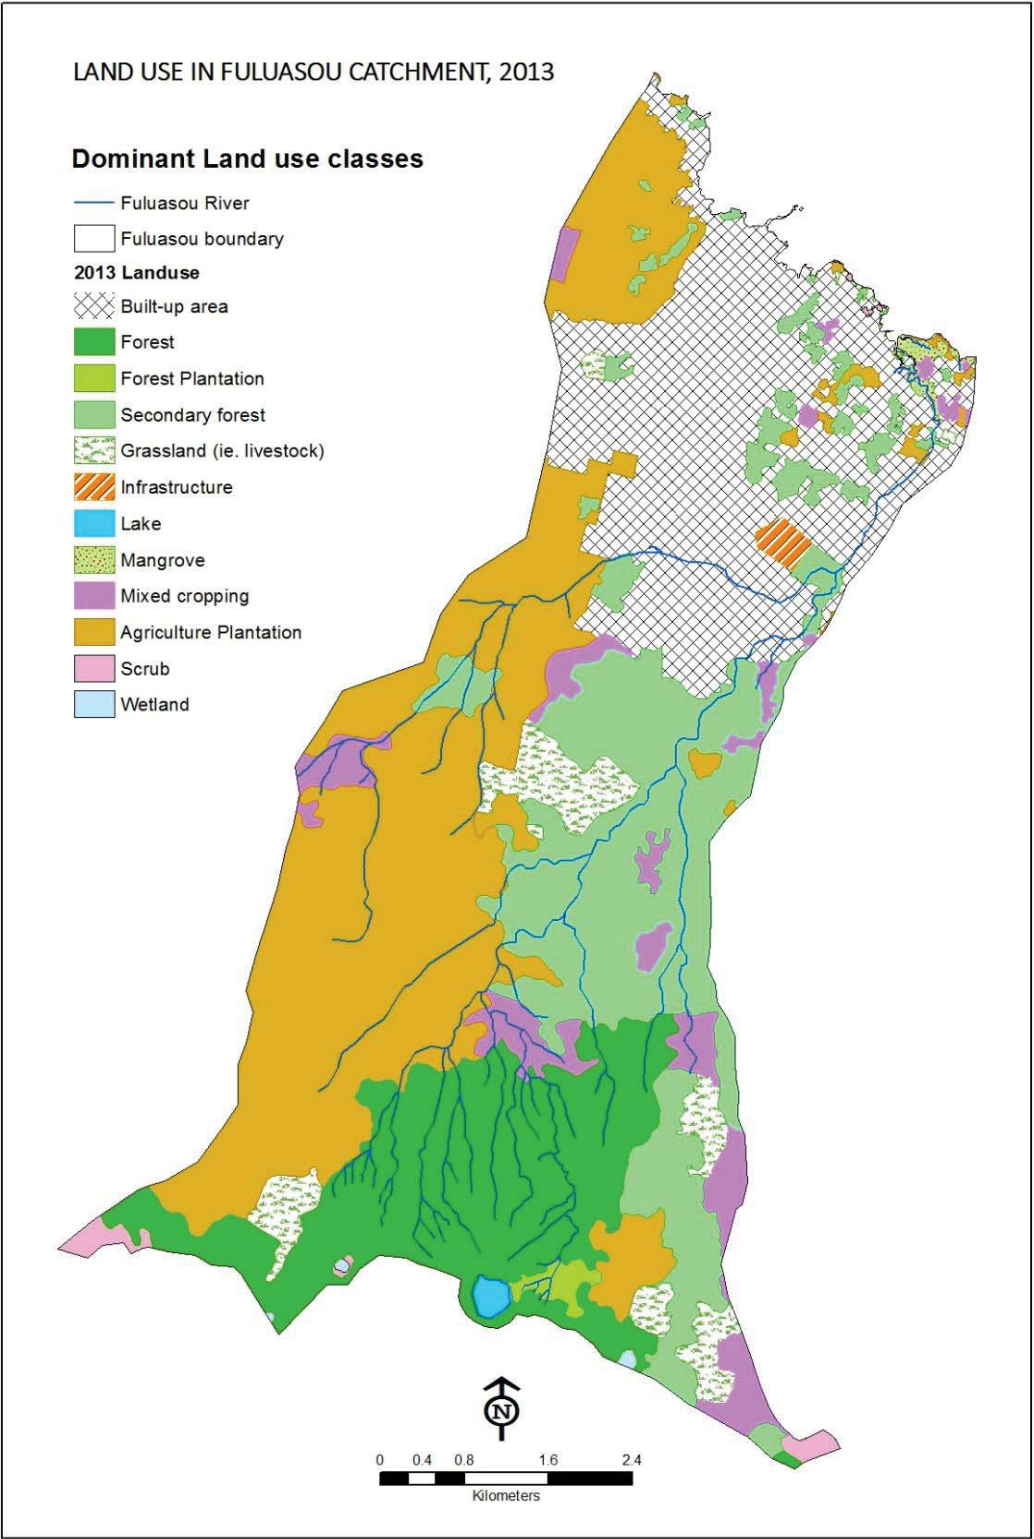 LAND USE IN FULUASOU CATCHMENT, 2013
Dominant Land use classes
Fuluasou River
Fuluasou boundary
2013 Landuse
Built-up area
Forest
Forest Plantation
Secondary forest
Grassland (ie. livestock)
Infrastructure
Lake
Mangrove
Mixed cropping
Agriculture Plantation
Scrub
Wetland
N
0 0.4 0.8 1.6 2.4
Kilometers